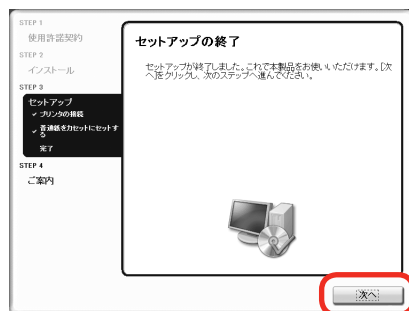 STEP 1
使用許諾契約
STEP 2
インストール
STEP 3
セットアップ
✓ プリンタの接続
✓ 普通紙をカセットにセットす
る
完了
STEP 4
ご案内
セットアップの終了
セットアップが終了しました。これで本製品をお使いいただけます。[次
へ]をクリックし、次のステップへ進んでください。
次へ